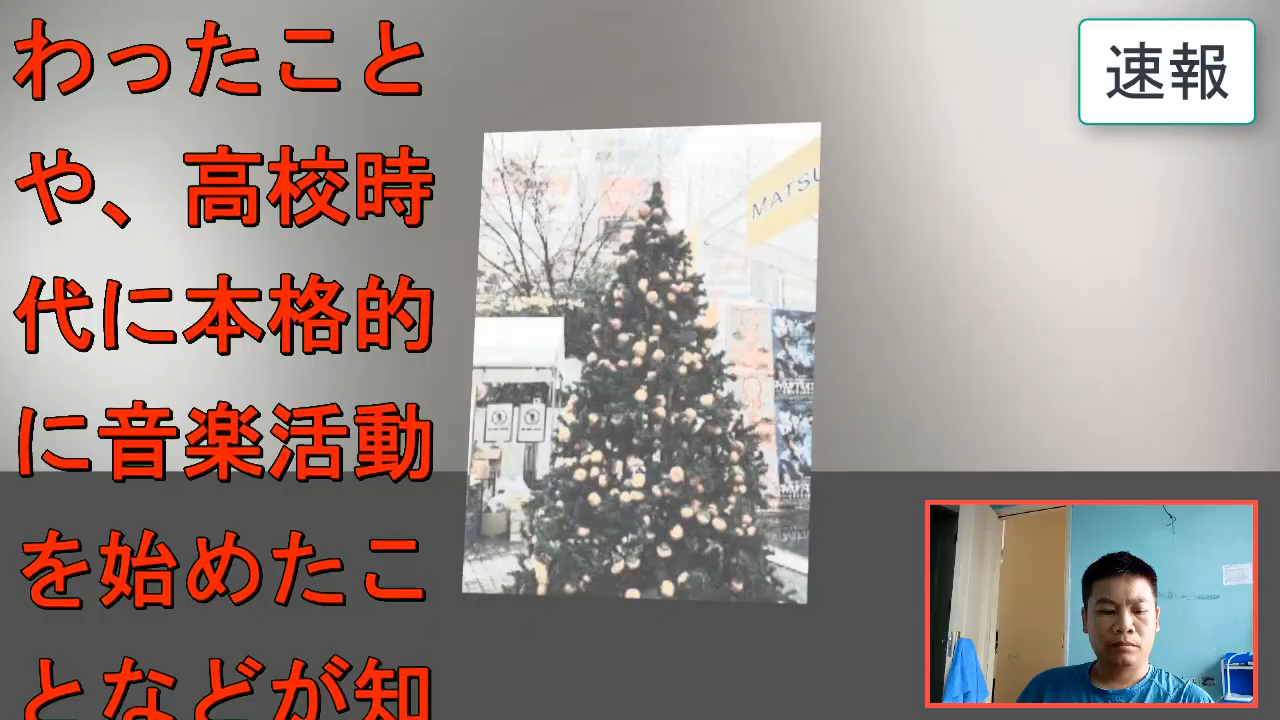 わったこと
や、高校時
代に本格的
に音楽活動
を始めたこ
となどが知
速報
MATSU